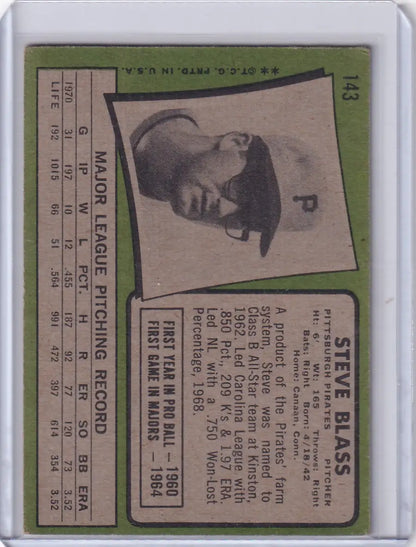 143
STEVE BLASS
PITTSBURGH PIRATES PITCHER
Ht: 6' Wt: 165 Throws: Right
Bats: Right Born: 4/18/42
Home: Canaan, Conn.
A product of the Pirates' farm
system, Steve was named to
Class B All-Star team at Kinston,
1962. Led Carolina League with
.850 Pct., 209 K's & 1.97 ERA.
Led NL with a .750 Won-Lost
Percentage, 1968.
FIRST YEAR IN PRO BALL — 1960
FIRST GAME IN MAJORS — 1964
P
**©T.C.G. PRTD. IN U.S.A.
MAJOR LEAGUE PITCHING RECORD
G IP W L PCT. H R ER SO BB ERA
1970 31 197 10 12 .455 187 92 77 120 73 3.52
LIFE 192 1015 66 51 .564 991 472 397 614 354 3.52